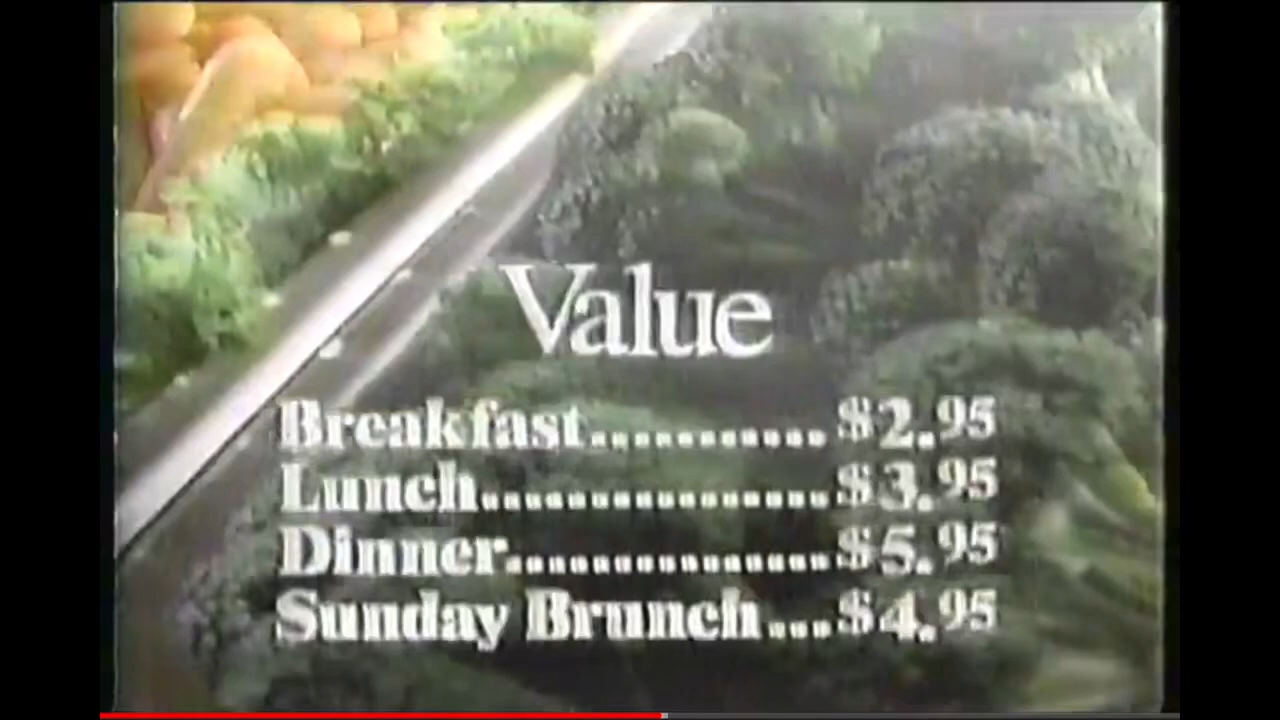 Value
Breakfast...........$2.95
Lunch.................$3.95
Dinner...............$5.95
Sunday Brunch...$4.95